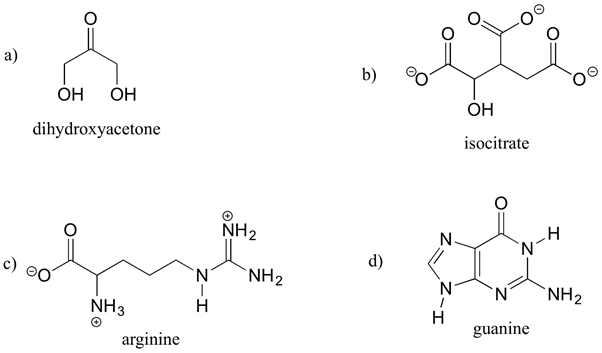 a)
O
OH OH
dihydroxyacetone
b)
O
O⊖
O
⊖O
O
O⊖
OH
isocitrate
c)
O
⊖O
NH3
⊕
N
H
⊕
NH2
NH2
arginine
d)
O
N
N
H
N
H
N
NH2
guanine